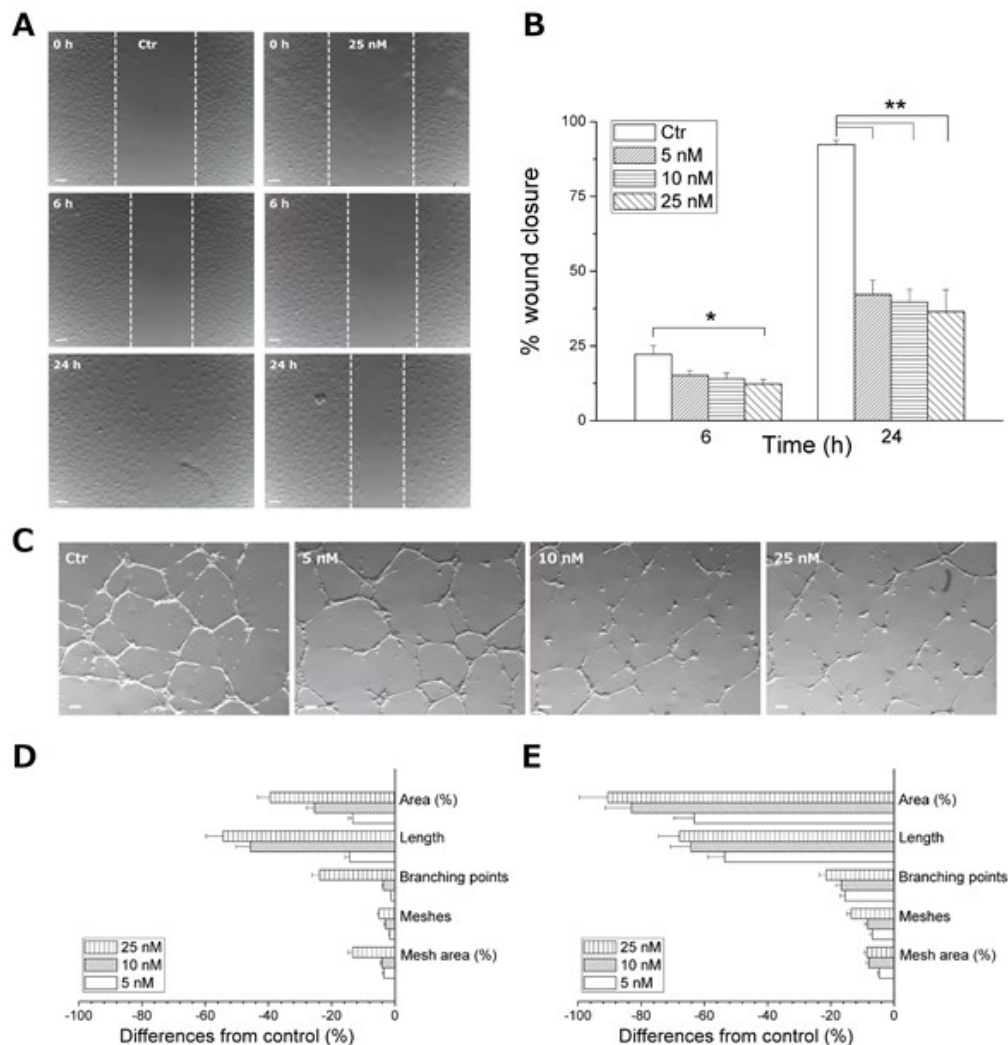 A
0 h Ctr
0 h 25 nM
6 h
6 h
24 h
24 h
B
% wound closure
100
75
50
25
0
Ctr
5 nM
10 nM
25 nM
*
**
6
24
Time (h)
C
Ctr
5 nM
10 nM
25 nM
D
Area (%)
Length
Branching points
Meshes
Mesh area (%)
25 nM
10 nM
5 nM
-100 -80 -60 -40 -20 0
Differences from control (%)
E
Area (%)
Length
Branching points
Meshes
Mesh area (%)
25 nM
10 nM
5 nM
-100 -80 -60 -40 -20 0
Differences from control (%)